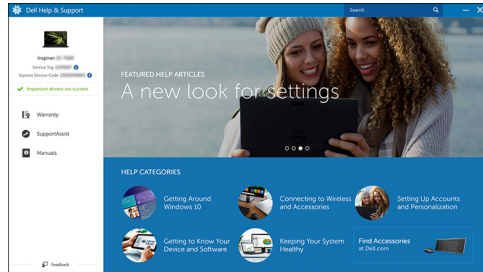 Dell Help & Support
Search
Inspiron
Service Tag
Express Service Code
Important drivers are current
Warranty
SupportAssist
Manuals
Feedback
FEATURED HELP ARTICLES
A new look for settings
HELP CATEGORIES
Getting Around
Windows 10
Connecting to Wireless
and Accessories
Setting Up Accounts
and Personalization
Getting to Know Your
Device and Software
Keeping Your System
Healthy
Find Accessories
at Dell.com